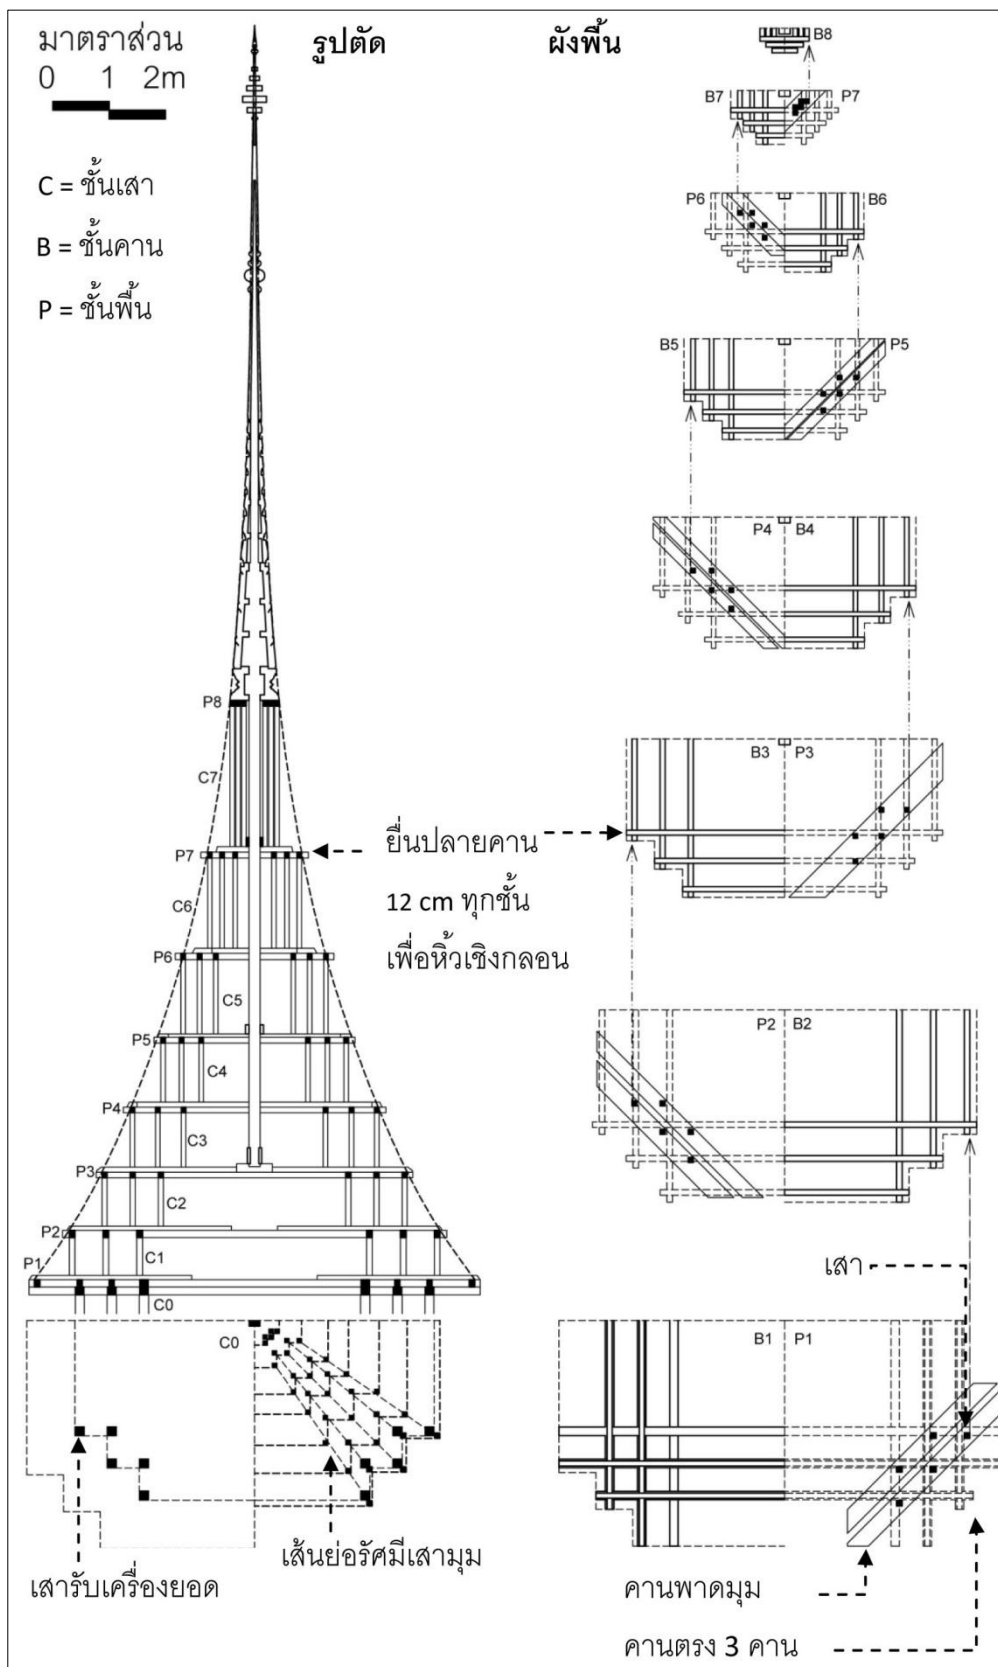 มาตราส่วน
0 1 2m
รูปตัด
ผังพื้น
C = ชั้นเสา
B = ชั้นคาน
P = ชั้นพื้น
B8
B7 P7
P6 B6
B5 P5
P4 B4
B3 P3
P2 B2
B1 P1
P8
C7
P7
C6
P6
C5
P5
C4
P4
C3
P3
C2
P2
C1
P1
C0
C0
ยื่นปลายคาน
12 cm ทุกชั้น
เพื่อหิ้วเชิงกลอน
เสา
เสารับเครื่องยอด
เส้นย่อรัศมีเสามุม
คานพาดมุม
คานตรง 3 คาน